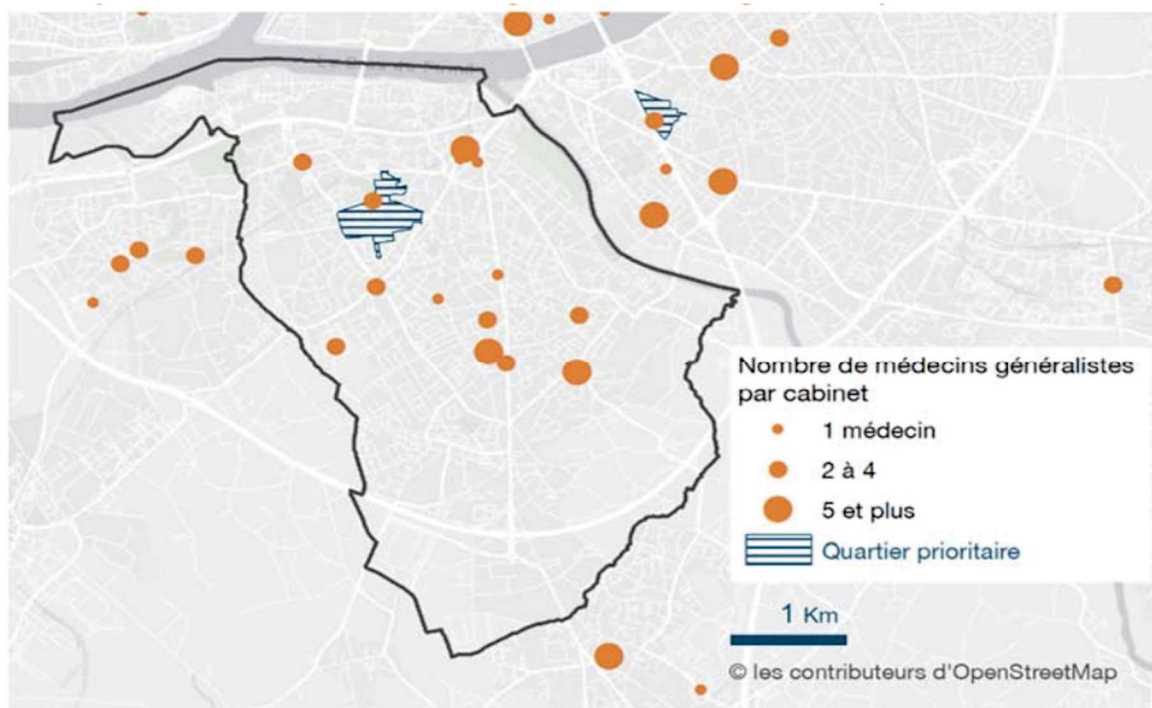 Nombre de médecins généralistes
par cabinet
1 médecin
2 à 4
5 et plus
Quartier prioritaire
1 Km
© les contributeurs d'OpenStreetMap